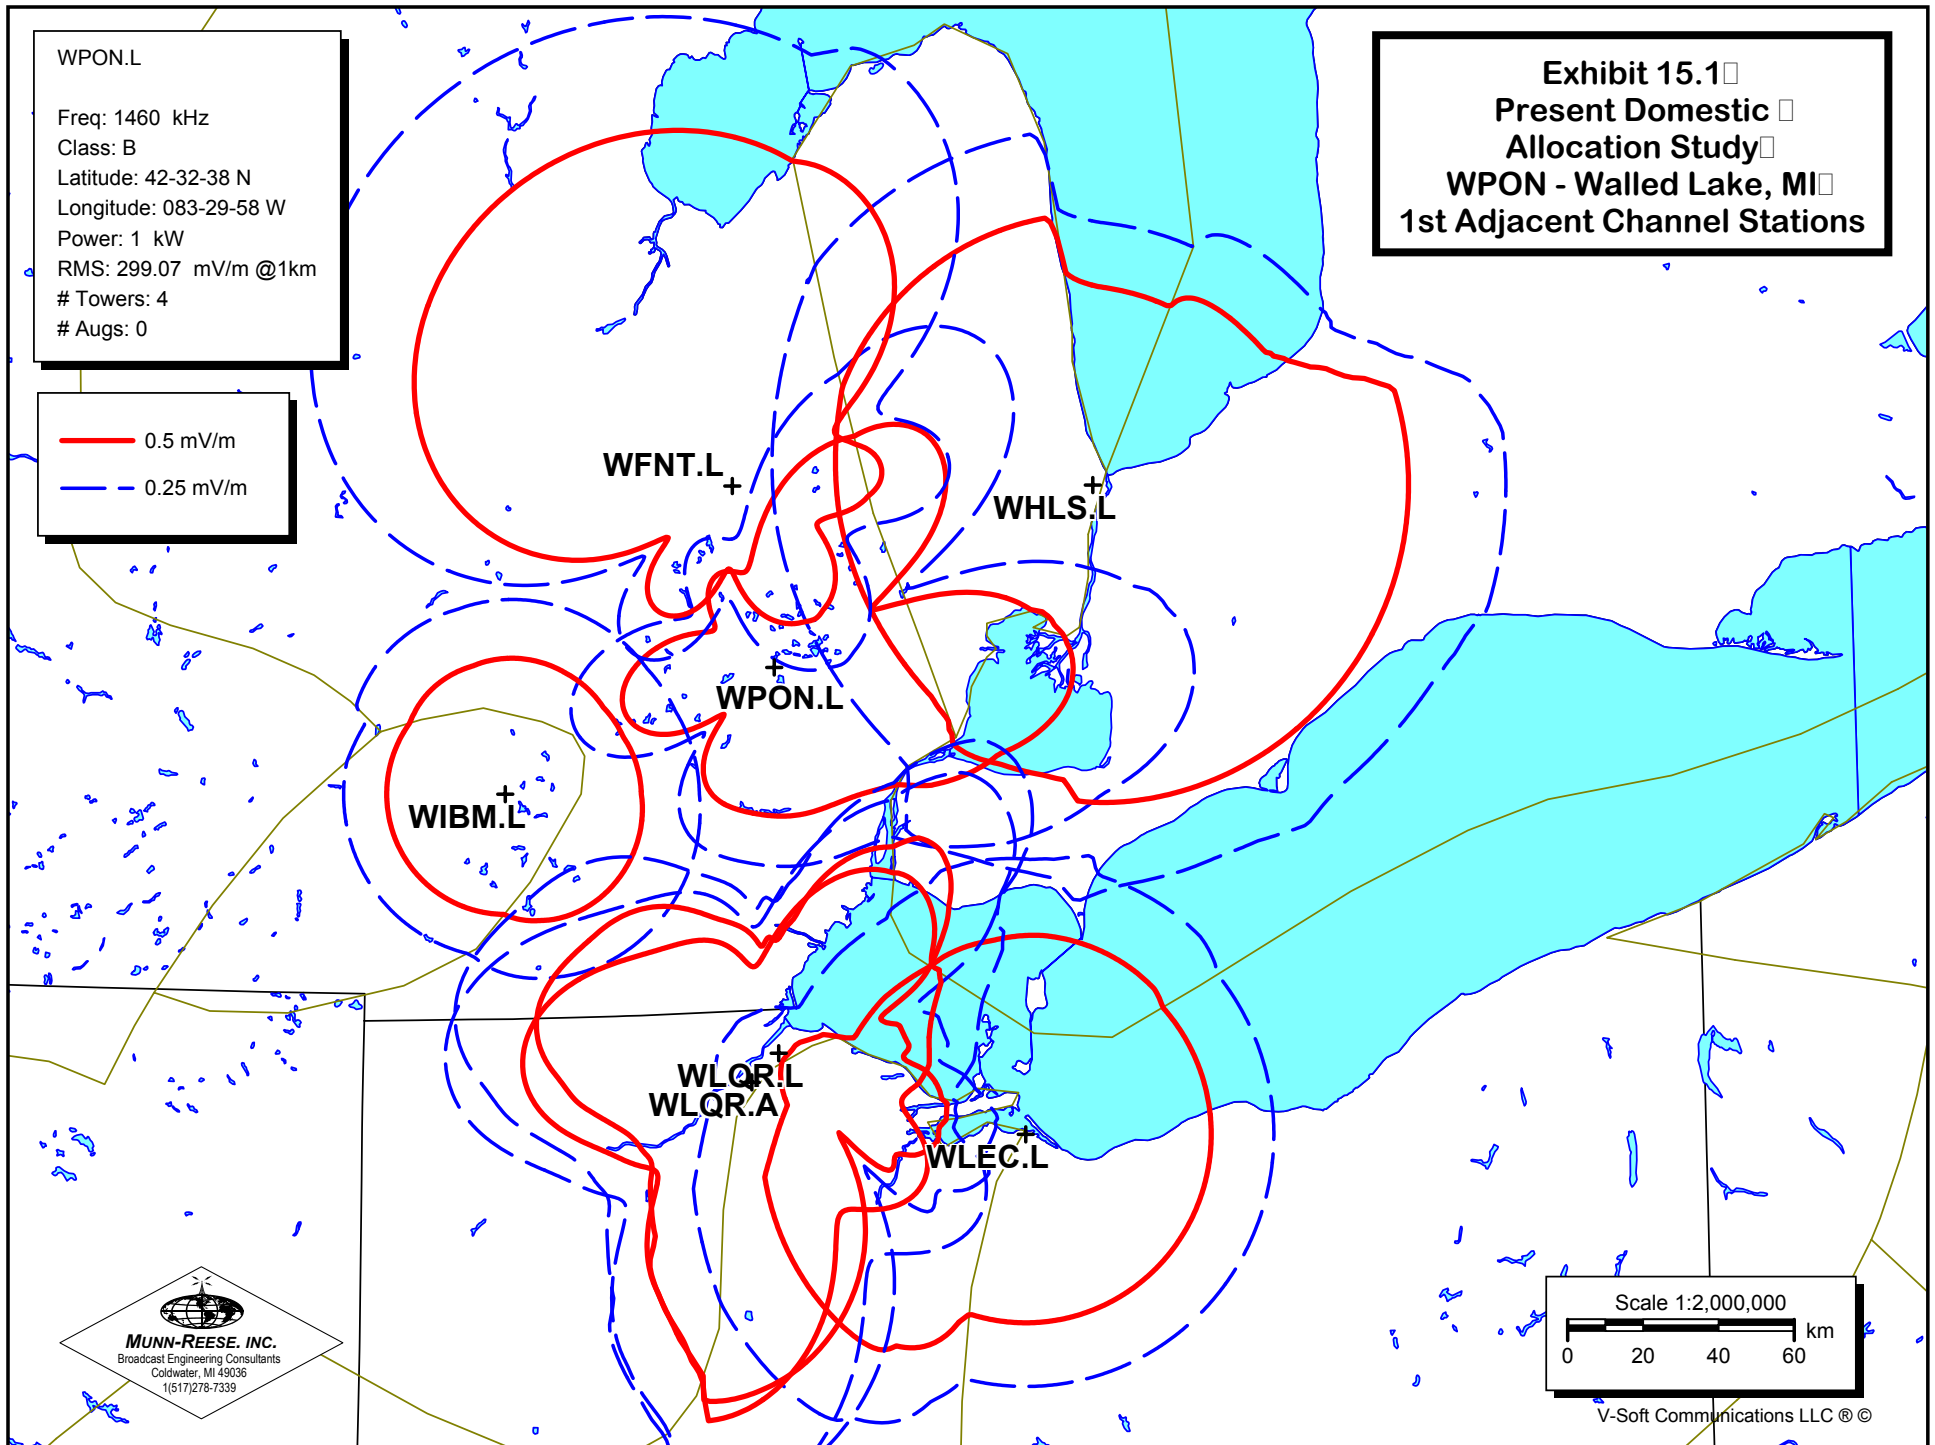 WPON.L
Freq: 1460 kHz
Class: B
Latitude: 42-32-38 N
Longitude: 083-29-58 W
Power: 1 kW
RMS: 299.07 mV/m @1km
# Towers: 4
# Augs: 0
0.5 mV/m
0.25 mV/m
Exhibit 15.1
Present Domestic
Allocation Study
WPON - Walled Lake, MI
1st Adjacent Channel Stations
WFNT.L
WHLS.L
WPON.L
WIBM.L
WLQR.L
WLQR.A
WLEC.L
MUNN-REESE. INC.
Broadcast Engineering Consultants
Coldwater, MI 49036
1(517)278-7339
Scale 1:2,000,000
km
0 20 40 60
V-Soft Communications LLC ® ©